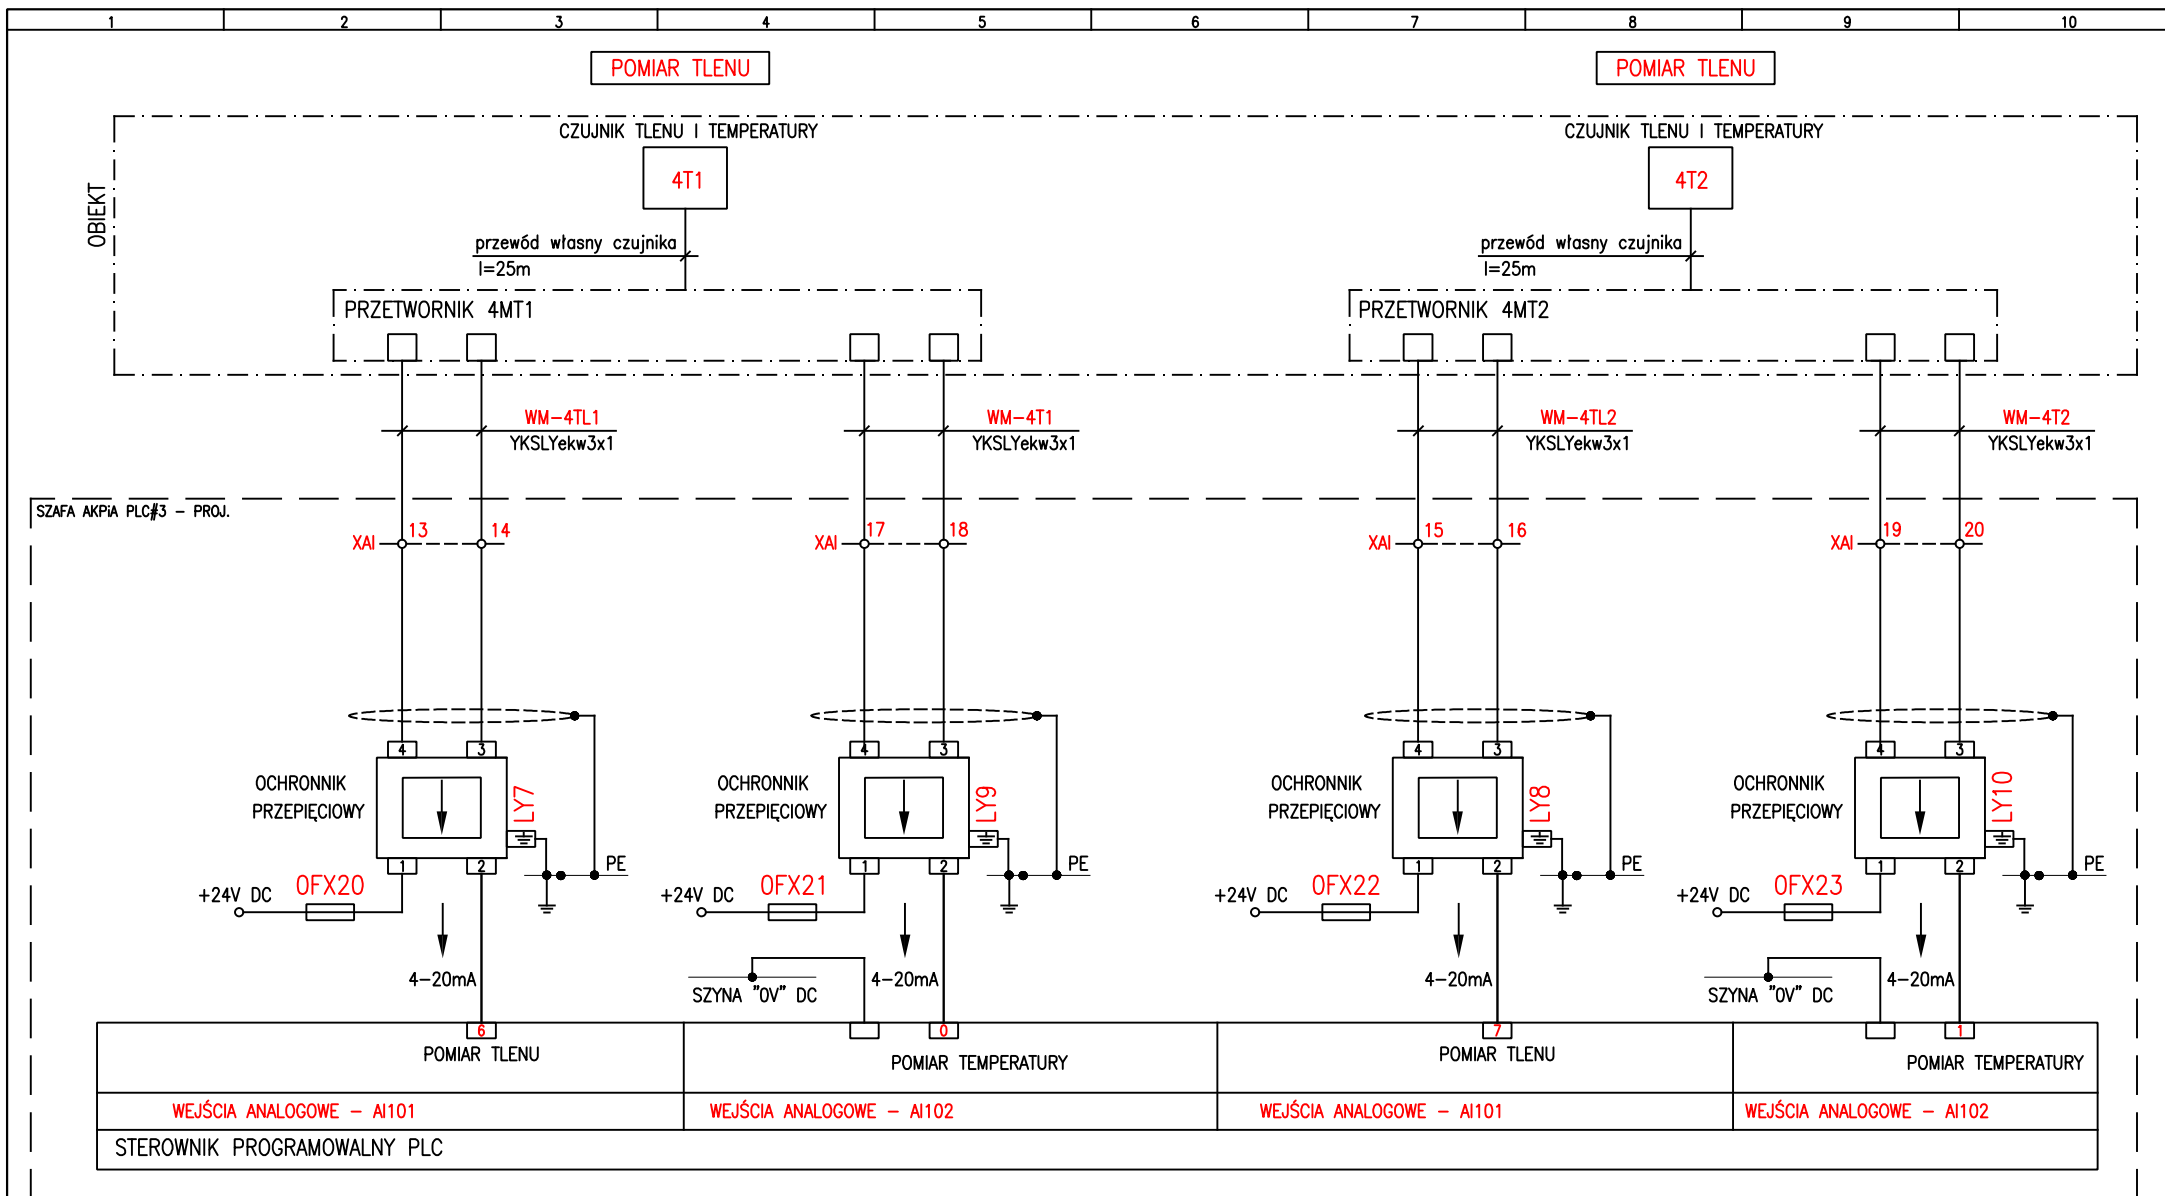 1 2 3 4 5 6 7 8 9 10
POMIAR TLENU POMIAR TLENU
CZUJNIK TLENU I TEMPERATURY CZUJNIK TLENU I TEMPERATURY
4T1 4T2
OBIEKT
przewód własny czujnika przewód własny czujnika
l=25m l=25m
PRZETWORNIK 4MT1 PRZETWORNIK 4MT2
WM-4TL1 WM-4T1 WM-4TL2 WM-4T2
YKSLYekw3x1 YKSLYekw3x1 YKSLYekw3x1 YKSLYekw3x1
SZAFA AKPiA PLC#3 - PROJ.
XAI 13 14 XAI 17 18 XAI 15 16 XAI 19 20
4 3 4 3 4 3 4 3
OCHRONNIK OCHRONNIK OCHRONNIK OCHRONNIK
PRZEPIĘCIOWY LY7 PRZEPIĘCIOWY LY9 PRZEPIĘCIOWY LY8 PRZEPIĘCIOWY LY10
1 2 PE 1 2 PE 1 2 PE 1 2 PE
+24V DC OFX20 +24V DC OFX21 +24V DC OFX22 +24V DC OFX23
4-20mA 4-20mA 4-20mA 4-20mA
SZYNA "0V" DC SZYNA "0V" DC
6 0 7 1
POMIAR TLENU POMIAR TEMPERATURY POMIAR TLENU POMIAR TEMPERATURY
WEJŚCIA ANALOGOWE - AI101 WEJŚCIA ANALOGOWE - AI102 WEJŚCIA ANALOGOWE - AI101 WEJŚCIA ANALOGOWE - AI102
STEROWNIK PROGRAMOWALNY PLC